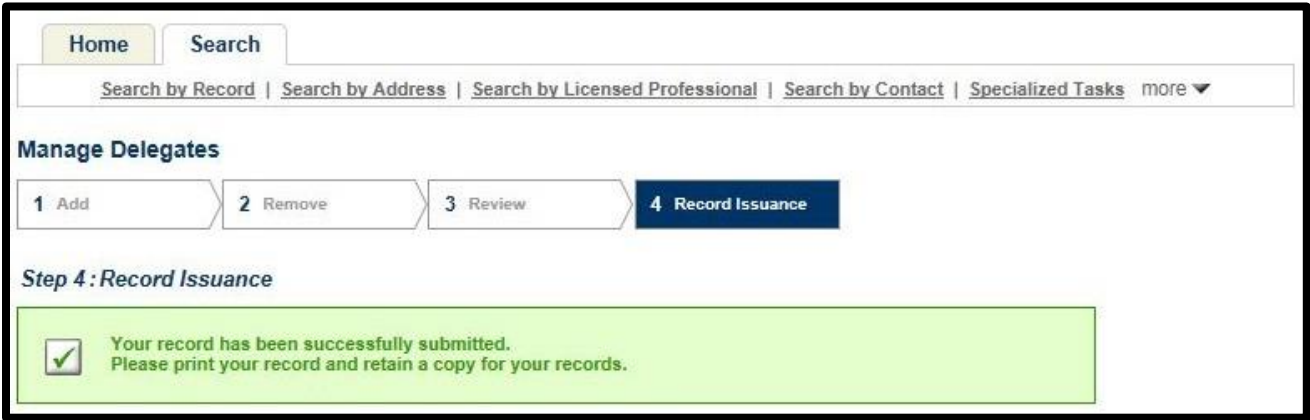 Home Search
Search by Record | Search by Address | Search by Licensed Professional | Search by Contact | Specialized Tasks more
Manage Delegates
1 Add 2 Remove 3 Review 4 Record Issuance
Step 4 : Record Issuance
Your record has been successfully submitted.
Please print your record and retain a copy for your records.